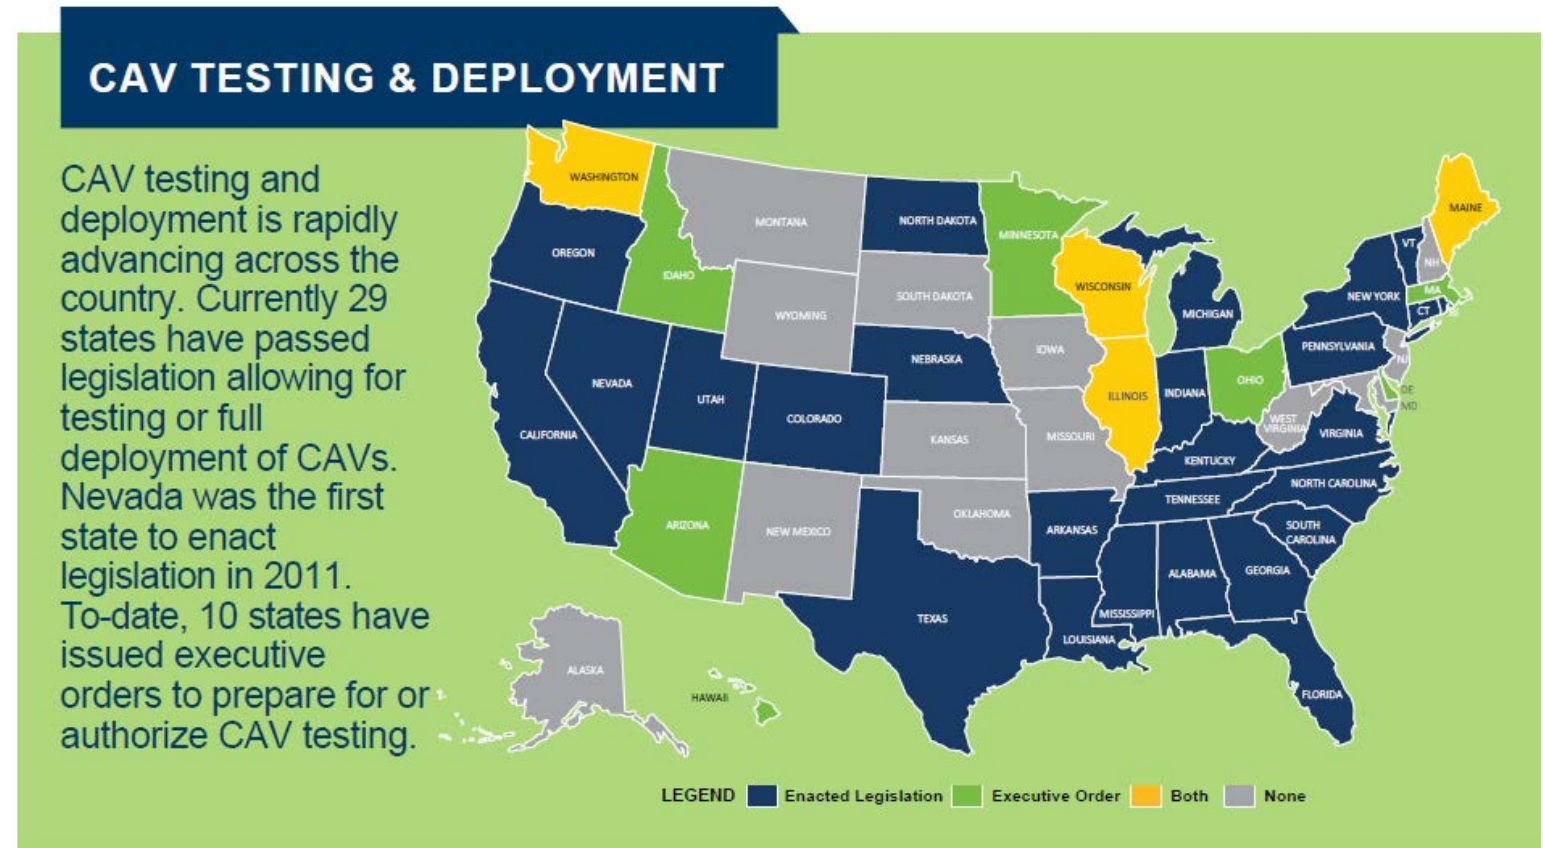 CAV TESTING & DEPLOYMENT
CAV testing and
deployment is rapidly
advancing across the
country. Currently 29
states have passed
legislation allowing for
testing or full
deployment of CAVs.
Nevada was the first
state to enact
legislation in 2011.
To-date, 10 states have
issued executive
orders to prepare for or
authorize CAV testing.
WASHINGTON
OREGON
CALIFORNIA
NEVADA
IDAHO
MONTANA
WYOMING
UTAH
COLORADO
ARIZONA
NEW MEXICO
NORTH DAKOTA
SOUTH DAKOTA
NEBRASKA
KANSAS
OKLAHOMA
TEXAS
MINNESOTA
IOWA
MISSOURI
ARKANSAS
LOUISIANA
WISCONSIN
ILLINOIS
MICHIGAN
INDIANA
OHIO
KENTUCKY
TENNESSEE
MISSISSIPPI
ALABAMA
GEORGIA
FLORIDA
SOUTH
CAROLINA
NORTH CAROLINA
VIRGINIA
WEST
VIRGINIA
PENNSYLVANIA
NEW YORK
VT
NH
MAINE
MA
CT
NJ
DE
MD
ALASKA
HAWAII
LEGEND
Enacted Legislation
Executive Order
Both
None